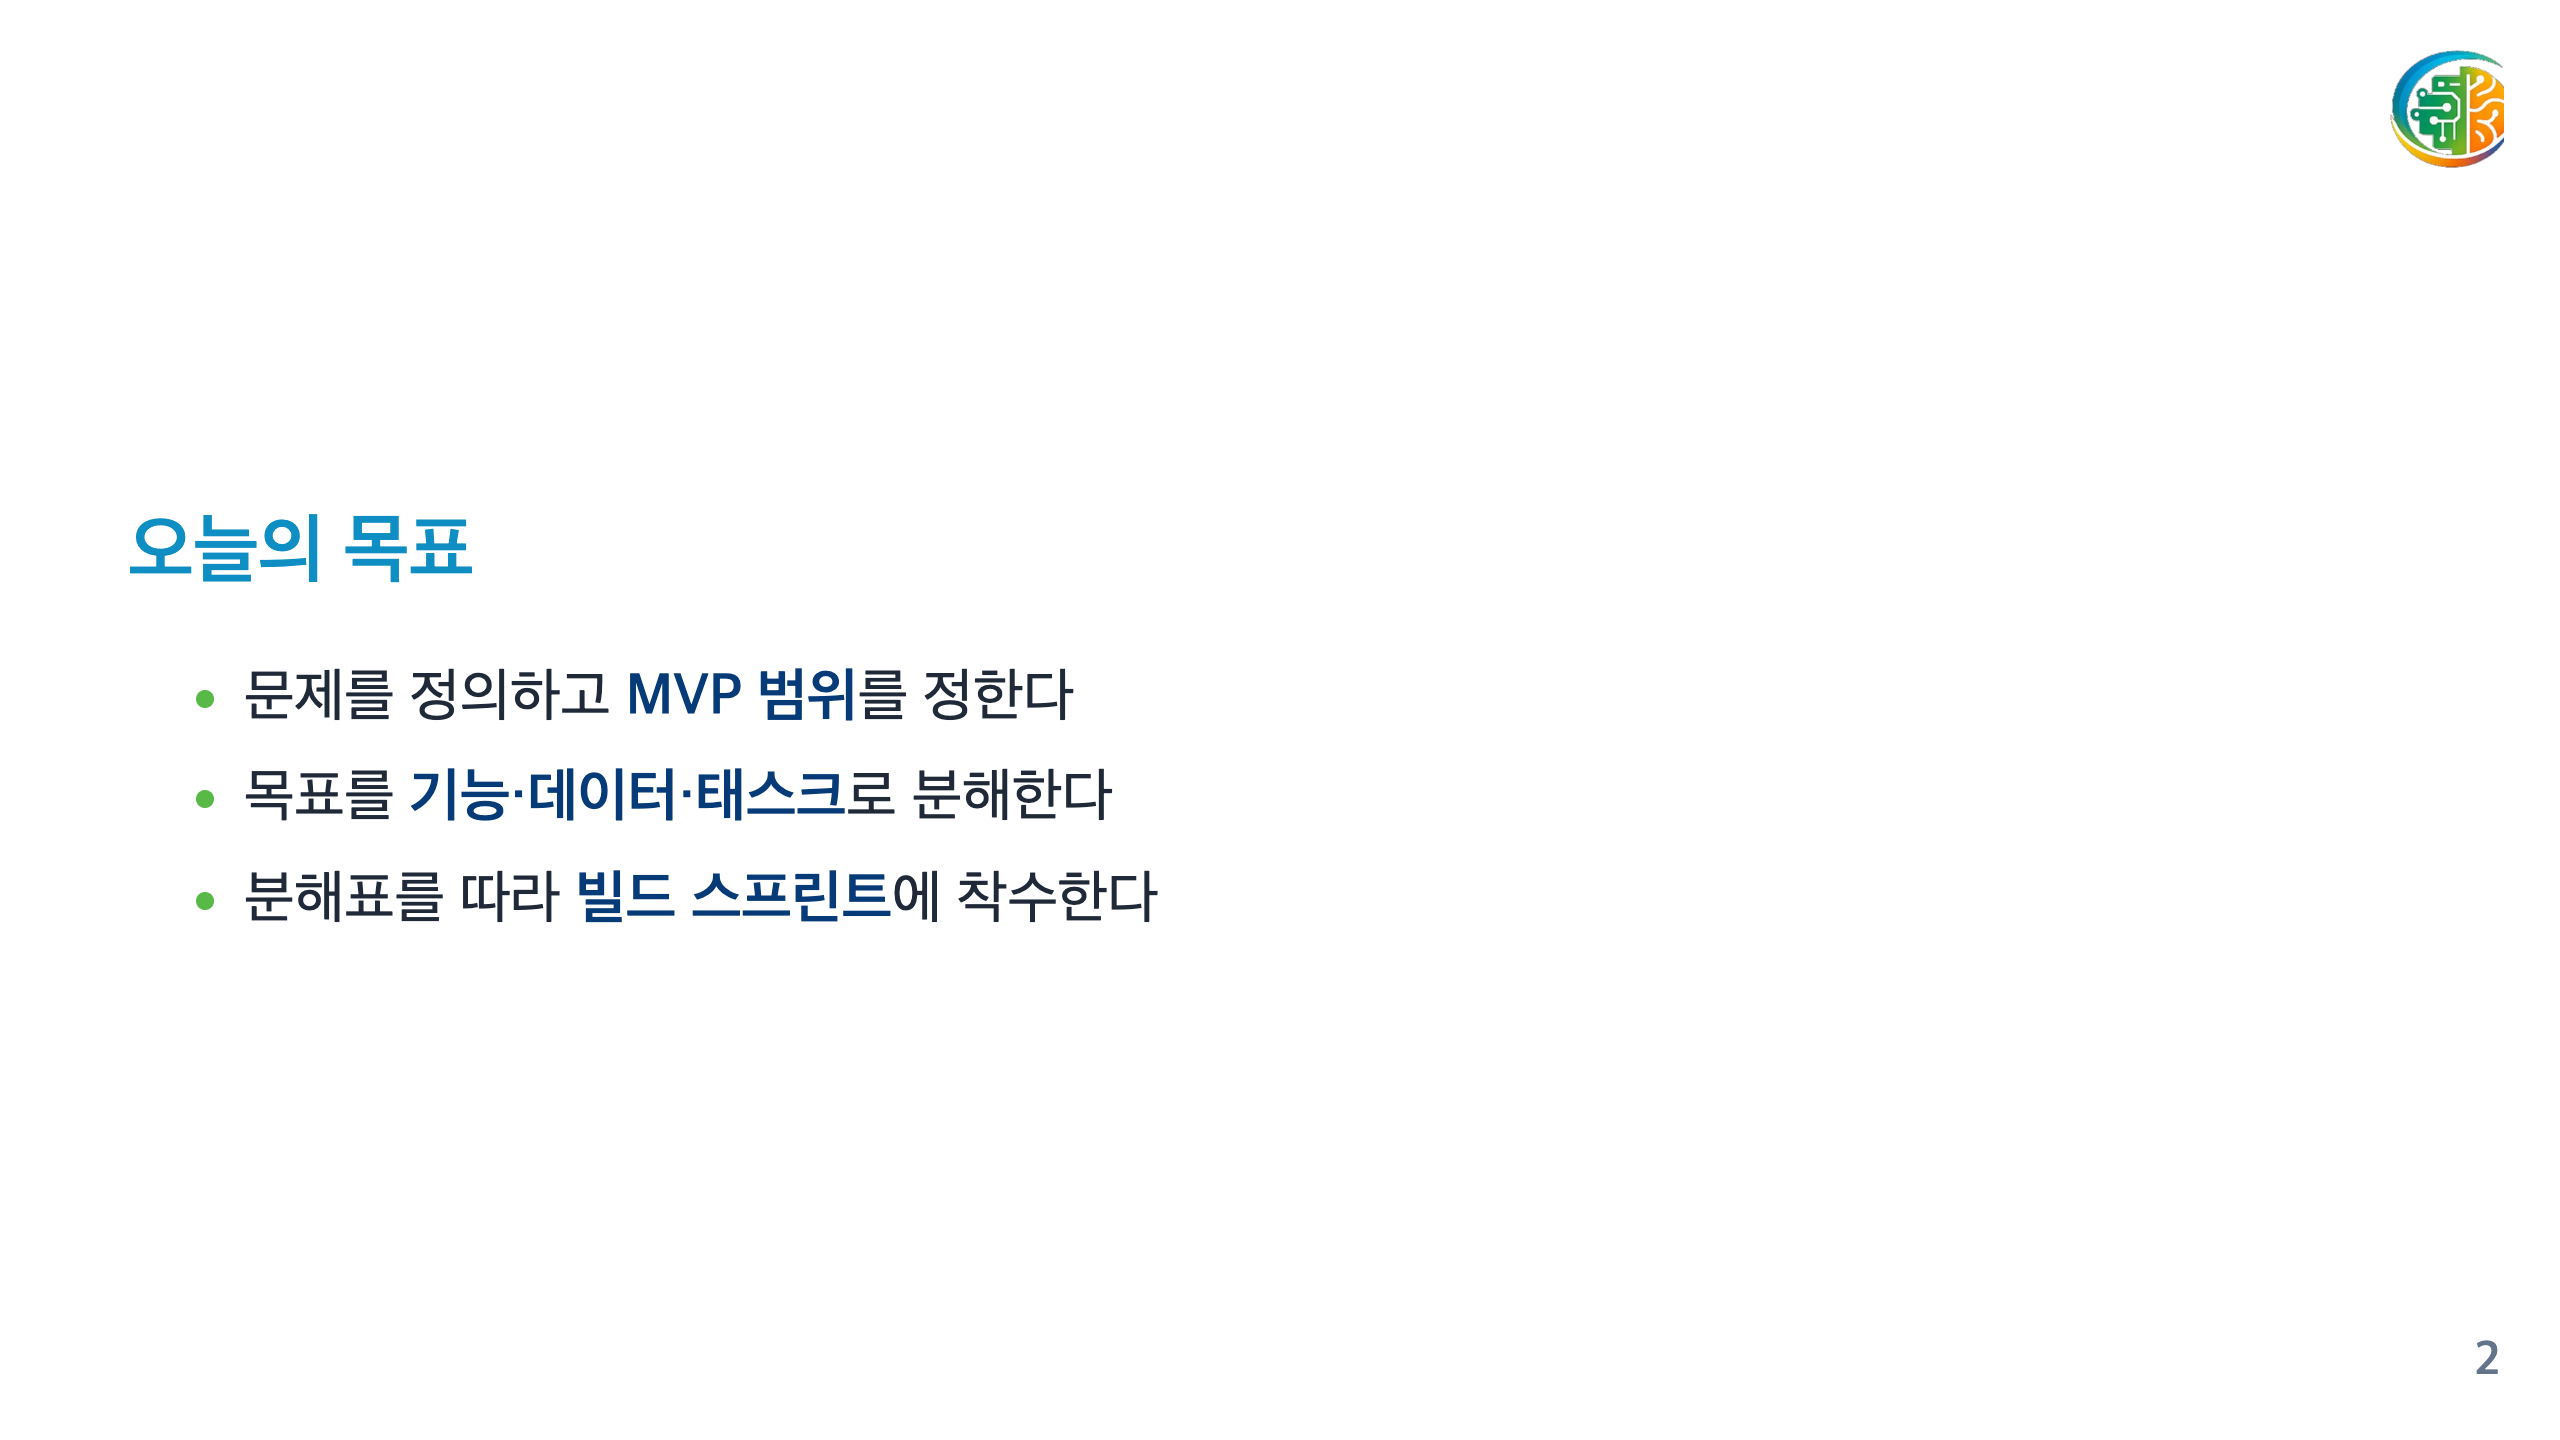 오늘의 목표
• 문제를 정의하고 MVP 범위를 정한다
• 목표를 기능·데이터·태스크로 분해한다
• 분해표를 따라 빌드 스프린트에 착수한다
2